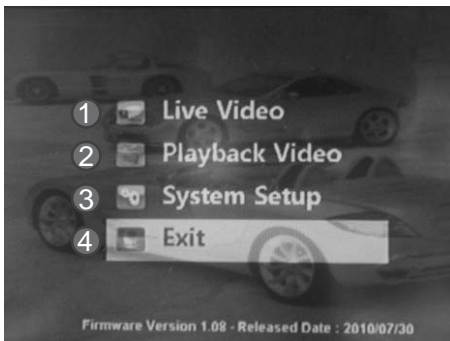 1 Live Video
2 Playback Video
3 System Setup
4 Exit
Firmware Version 1.08 - Released Date : 2010/07/30